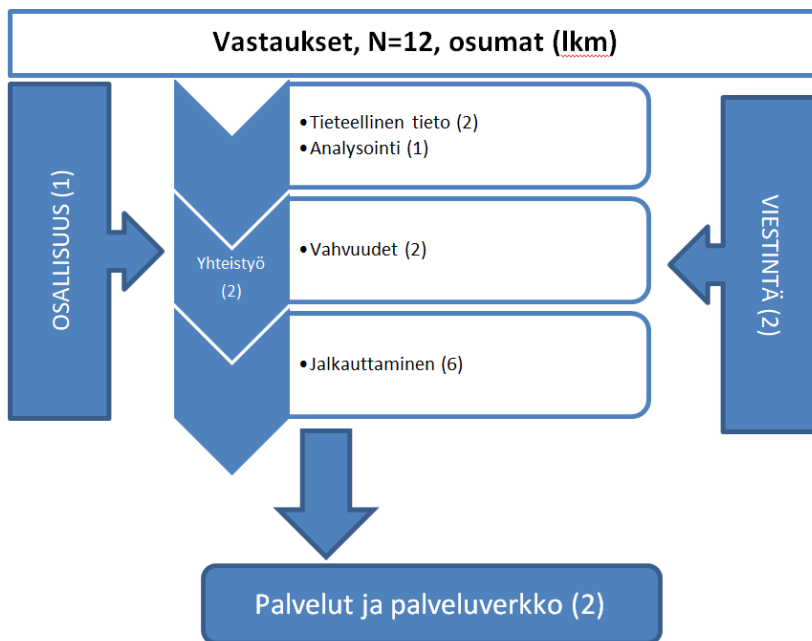 Vastaukset, N=12, osumat (lkm)
OSALLISUUS (1)
•Tieteellinen tieto (2)
•Analysointi (1)
Yhteistyö
(2)
•Vahvuudet (2)
•Jalkauttaminen (6)
VIESTINTÄ (2)
Palvelut ja palveluverkko (2)